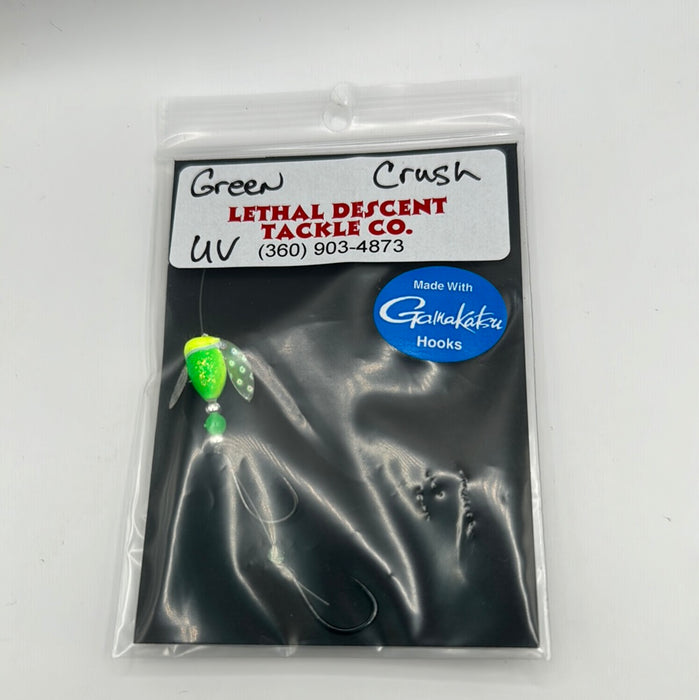 Green Crush
LETHAL DESCENT
TACKLE CO.
UV (360) 903-4873
Made With
Gamakatsu
Hooks